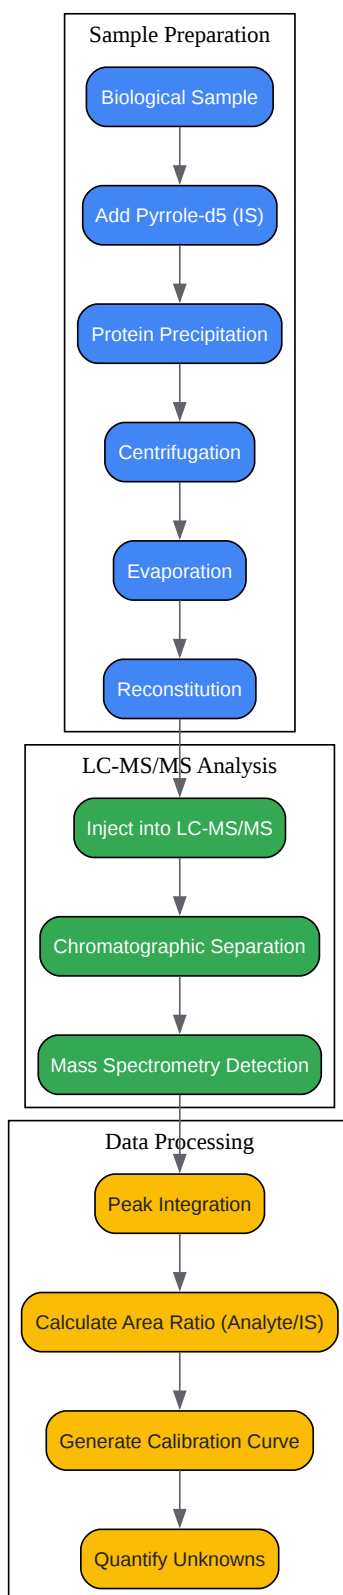 Sample Preparation
Biological Sample
Add Pyrrole-d5 (IS)
Protein Precipitation
Centrifugation
Evaporation
Reconstitution
LC-MS/MS Analysis
Inject into LC-MS/MS
Chromatographic Separation
Mass Spectrometry Detection
Data Processing
Peak Integration
Calculate Area Ratio (Analyte/IS)
Generate Calibration Curve
Quantify Unknowns